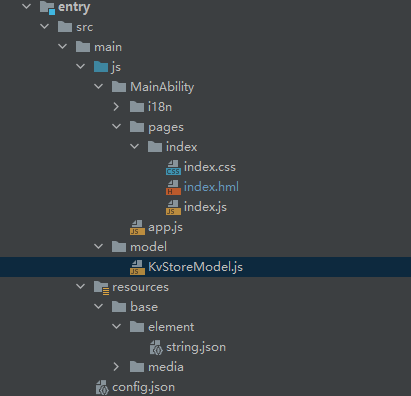 entry
src
main
js
MainAbility
i18n
pages
index
index.css
index.hml
index.js
app.js
model
KvStoreModel.js
resources
base
element
string.json
media
config.json